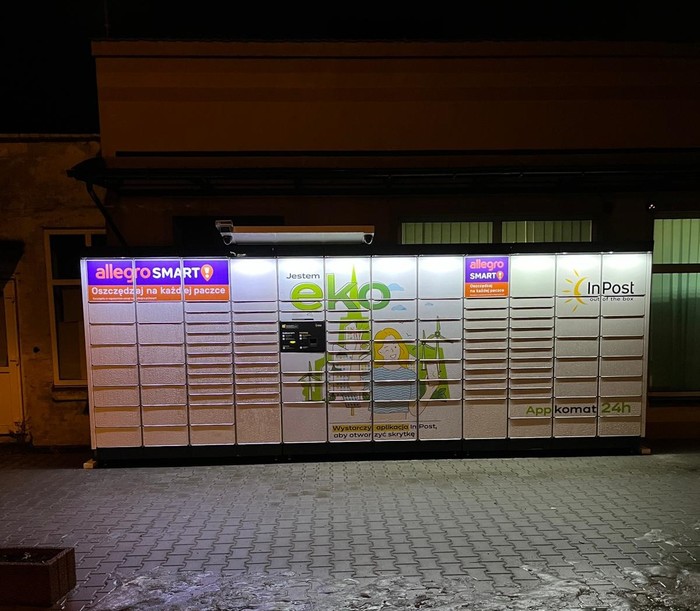 allegro SMART!
Oszczędzaj na każdej paczce
Jestem
eko
allegro
SMART!
Oszczędzaj
na każdej paczce
InPost
out of the box
Appkomat 24h
Wystarczy aplikacja InPost,
aby otworzyć skrytkę